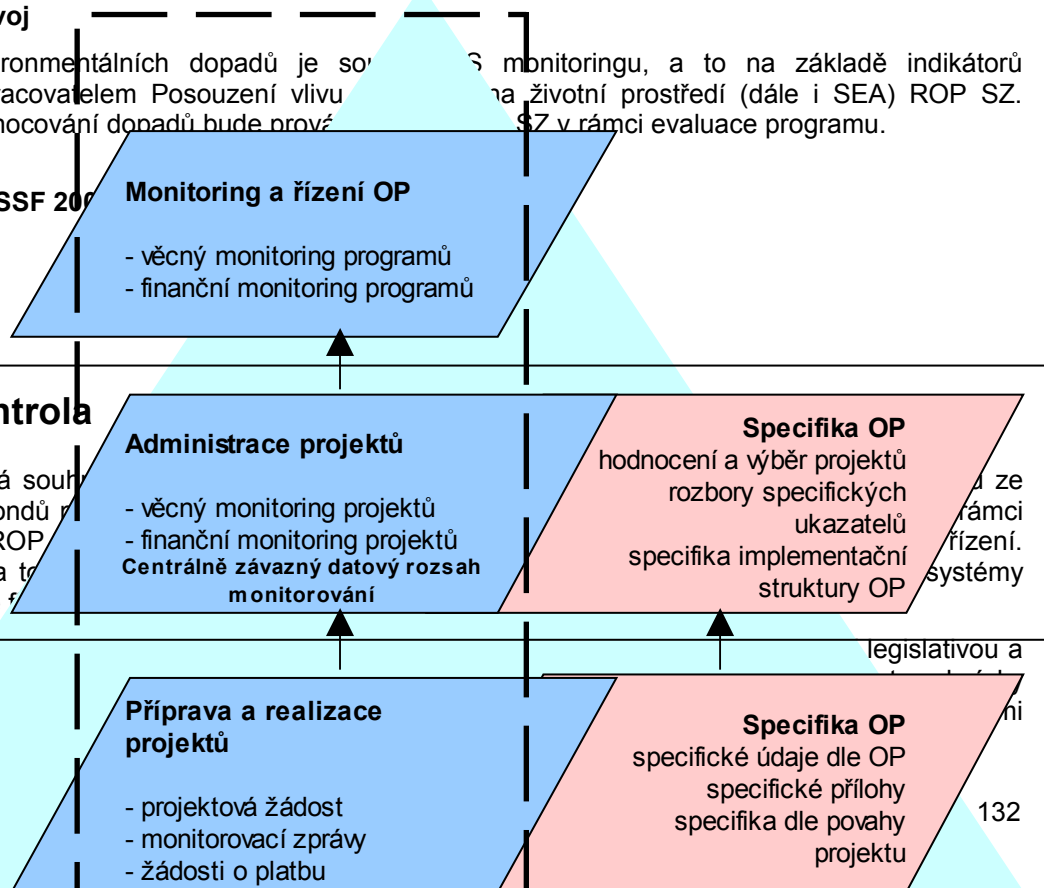 voj
ronmentálních dopadů je sou S monitoringu, a to na základě indikátorů
racovatelem Posouzení vlivu na životní prostředí (dále i SEA) ROP SZ.
nocování dopadů bude prová SZ v rámci evaluace programu.
Monitoring a řízení OP
SSF 200
- věcný monitoring programů
- finanční monitoring programů
ntrola
Administrace projektů
- věcný monitoring projektů
- finanční monitoring projektů
Centrálně závazný datový rozsah
monitorování
Specifika OP
hodnocení a výběr projektů
rozbory specifických
ukazatelů
specifika implementační
struktury OP
á souh
ondů
ROP
a to
ze
rámci
řízení.
systémy
legislativou a
Příprava a realizace
projektů
- projektová žádost
- monitorovací zprávy
- žádosti o platbu
Specifika OP
specifické údaje dle OP
specifické přílohy
specifika dle povahy
projektu
132